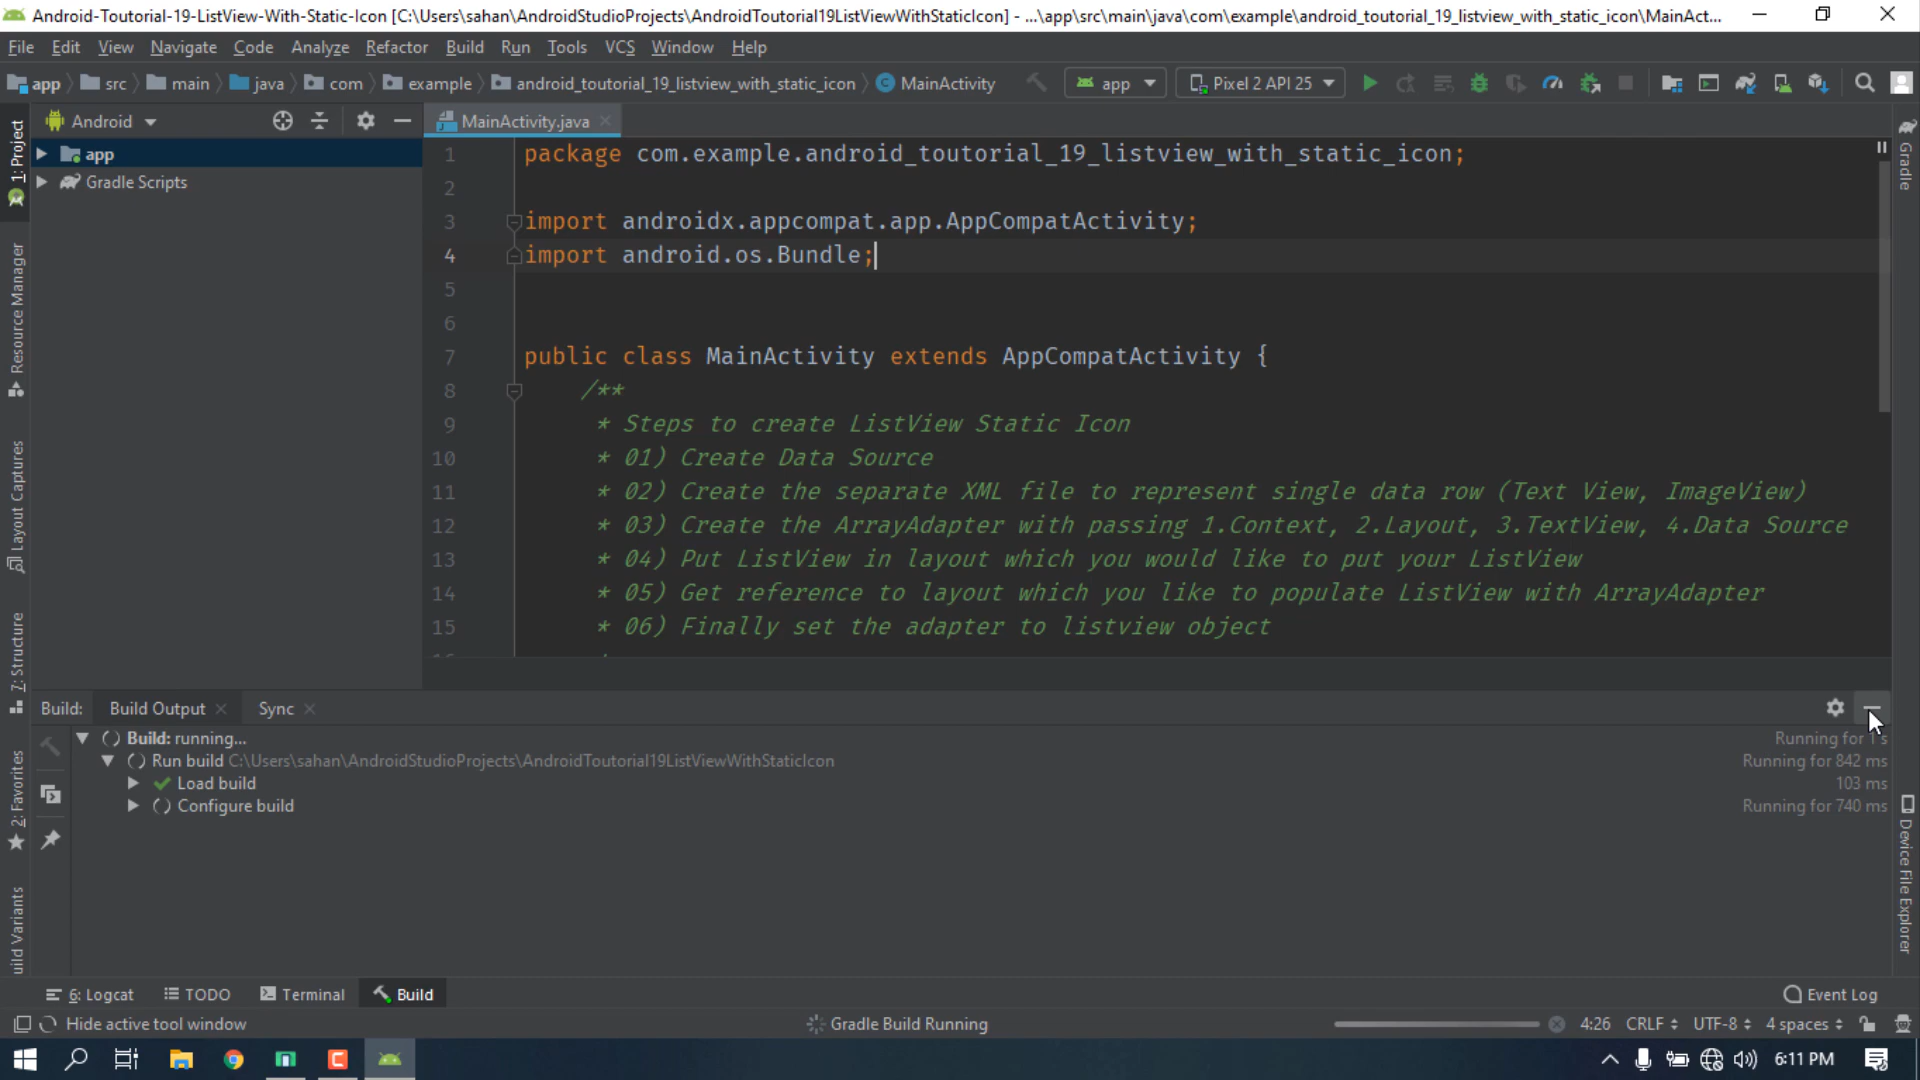 Android-Toutorial-19-ListView-With-Static-Icon [C:\Users\sahan\AndroidStudioProjects\AndroidToutorial19ListViewWithStaticIcon] - ...\app\src\main\java\com\example\android_toutorial_19_listview_with_static_icon\MainAct...
File Edit View Navigate Code Analyze Refactor Build Run Tools VCS Window Help
app src main java com example android_toutorial_19_listview_with_static_icon MainActivity app Pixel 2 API 25
Android
MainActivity.java
1: Project
Resource Manager
Layout Captures
7: Structure
2: Favorites
uild Variants
app
Gradle Scripts
1 package com.example.android_toutorial_19_listview_with_static_icon;
2
3 import androidx.appcompat.app.AppCompatActivity;
4 import android.os.Bundle;
5
6
7 public class MainActivity extends AppCompatActivity {
8 /**
9 * Steps to create ListView Static Icon
10 * 01) Create Data Source
11 * 02) Create the separate XML file to represent single data row (Text View, ImageView)
12 * 03) Create the ArrayAdapter with passing 1.Context, 2.Layout, 3.TextView, 4.Data Source
13 * 04) Put ListView in layout which you would like to put your ListView
14 * 05) Get reference to layout which you like to populate ListView with ArrayAdapter
15 * 06) Finally set the adapter to listview object
Gradle
Device File Explorer
Build: Build Output Sync
Build: running... Running for 1 s
Run build C:\Users\sahan\AndroidStudioProjects\AndroidToutorial19ListViewWithStaticIcon Running for 842 ms
Load build 103 ms
Configure build Running for 740 ms
6: Logcat TODO Terminal Build Event Log
Hide active tool window Gradle Build Running 4:26 CRLF UTF-8 4 spaces
6:11 PM